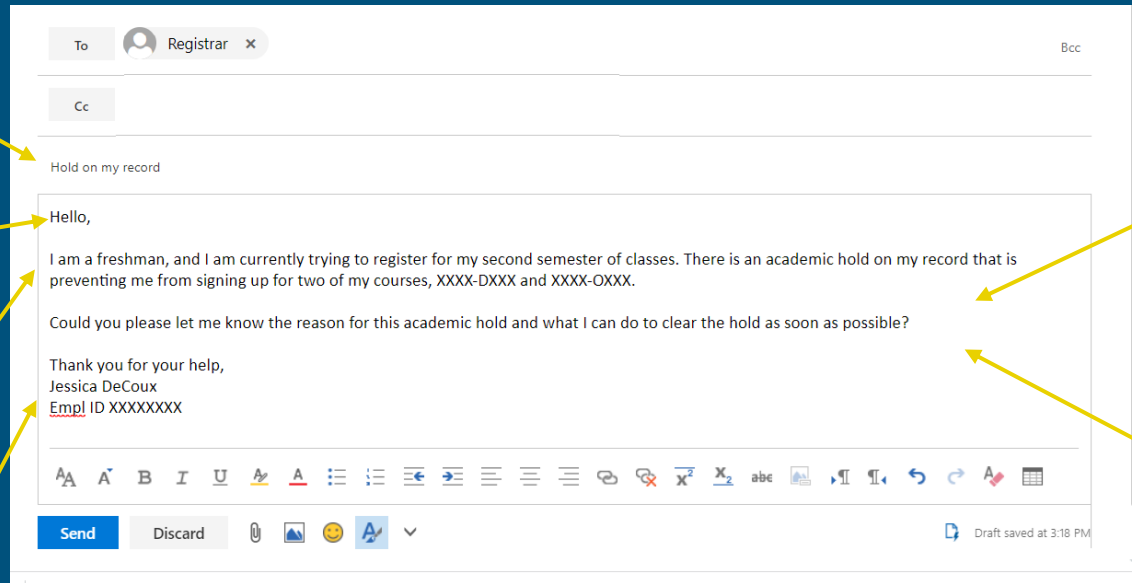 To
Registrar
Bcc
Cc
Hold on my record
Hello,
I am a freshman, and I am currently trying to register for my second semester of classes. There is an academic hold on my record that is
preventing me from signing up for two of my courses, XXXX-DXXX and XXXX-OXXX.
Could you please let me know the reason for this academic hold and what I can do to clear the hold as soon as possible?
Thank you for your help,
Jessica DeCoux
Empl ID XXXXXXXX
Send
Discard
Draft saved at 3:18 PM